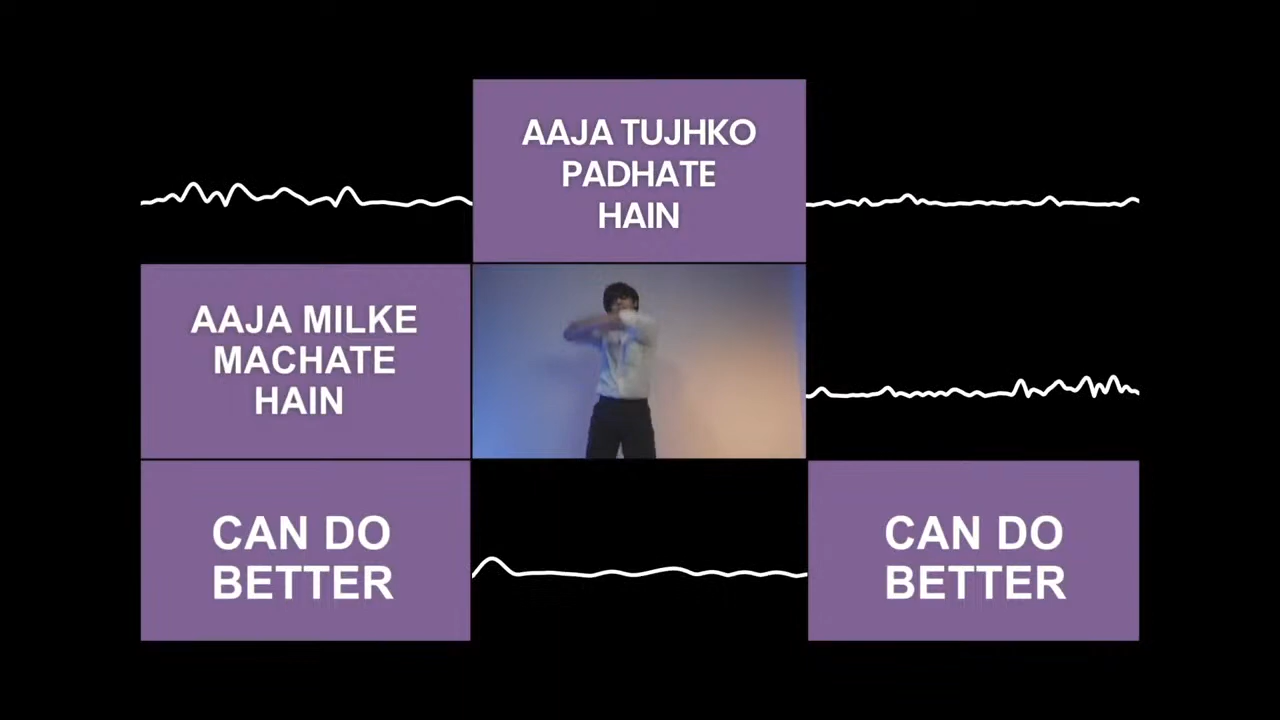 AAJA TUJHKO
PADHATE
HAIN
AAJA MILKE
MACHATE
HAIN
CAN DO
BETTER
CAN DO
BETTER